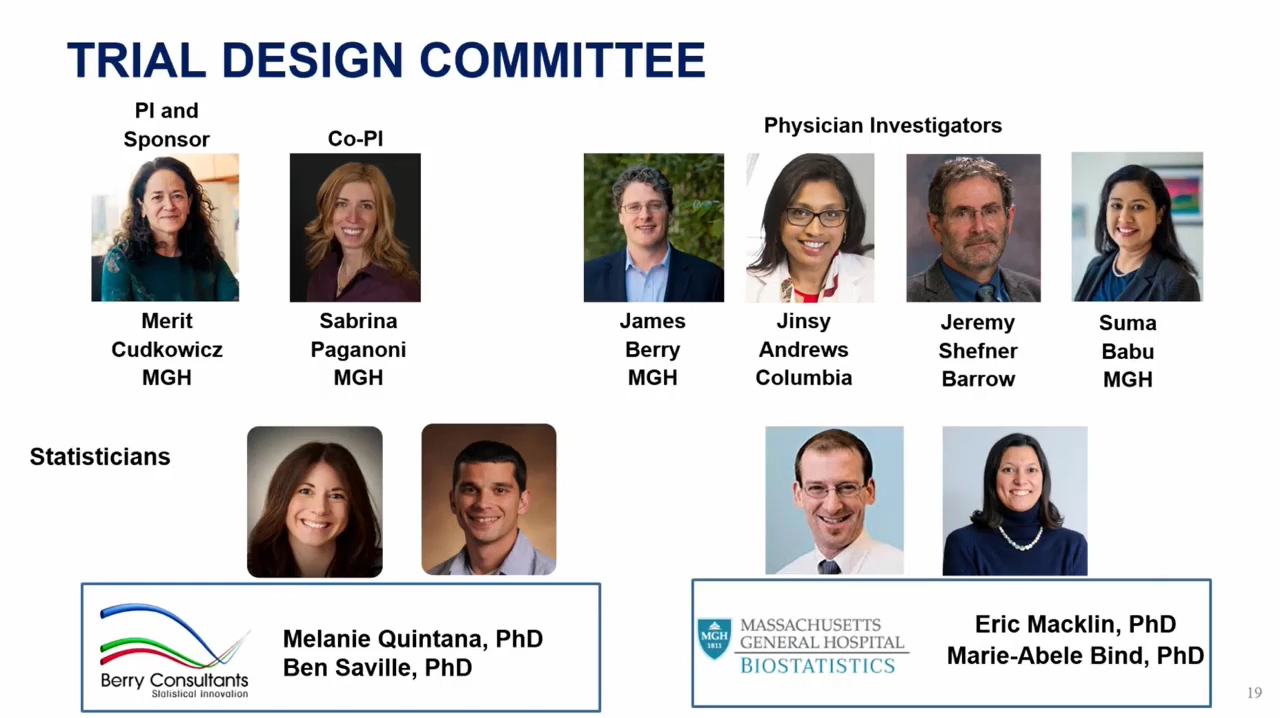 TRIAL DESIGN COMMITTEE
PI and
Sponsor
Co-PI
Physician Investigators
Merit
Cudkowicz
MGH
Sabrina
Paganoni
MGH
James
Berry
MGH
Jinsy
Andrews
Columbia
Jeremy
Shefner
Barrow
Suma
Babu
MGH
Statisticians
Berry Consultants
Statistical Innovation
Melanie Quintana, PhD
Ben Saville, PhD
MGH
1811
MASSACHUSETTS
GENERAL HOSPITAL
BIOSTATISTICS
Eric Macklin, PhD
Marie-Abele Bind, PhD
19